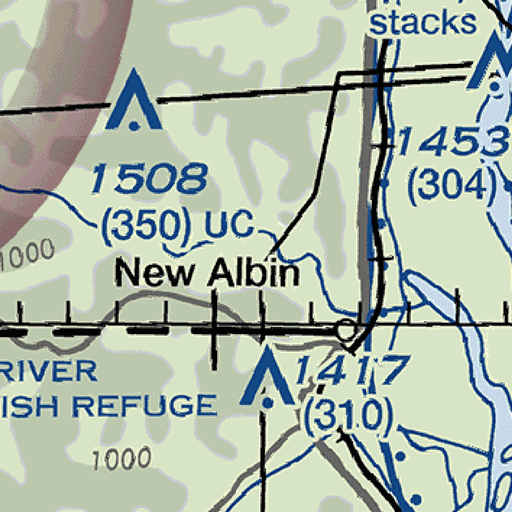 stacks
1453
(304)
1508
(350) UC
1000
New Albin
RIVER
ISH REFUGE
1417
(310)
1000